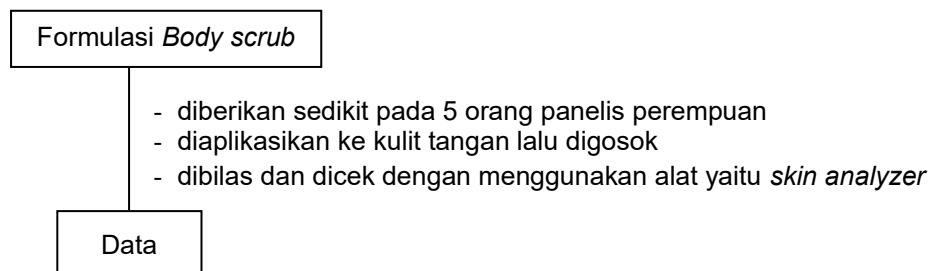 Formulasi Body scrub
- diberikan sedikit pada 5 orang panelis perempuan
- diaplikasikan ke kulit tangan lalu digosok
- dibilas dan dicek dengan menggunakan alat yaitu skin analyzer
Data